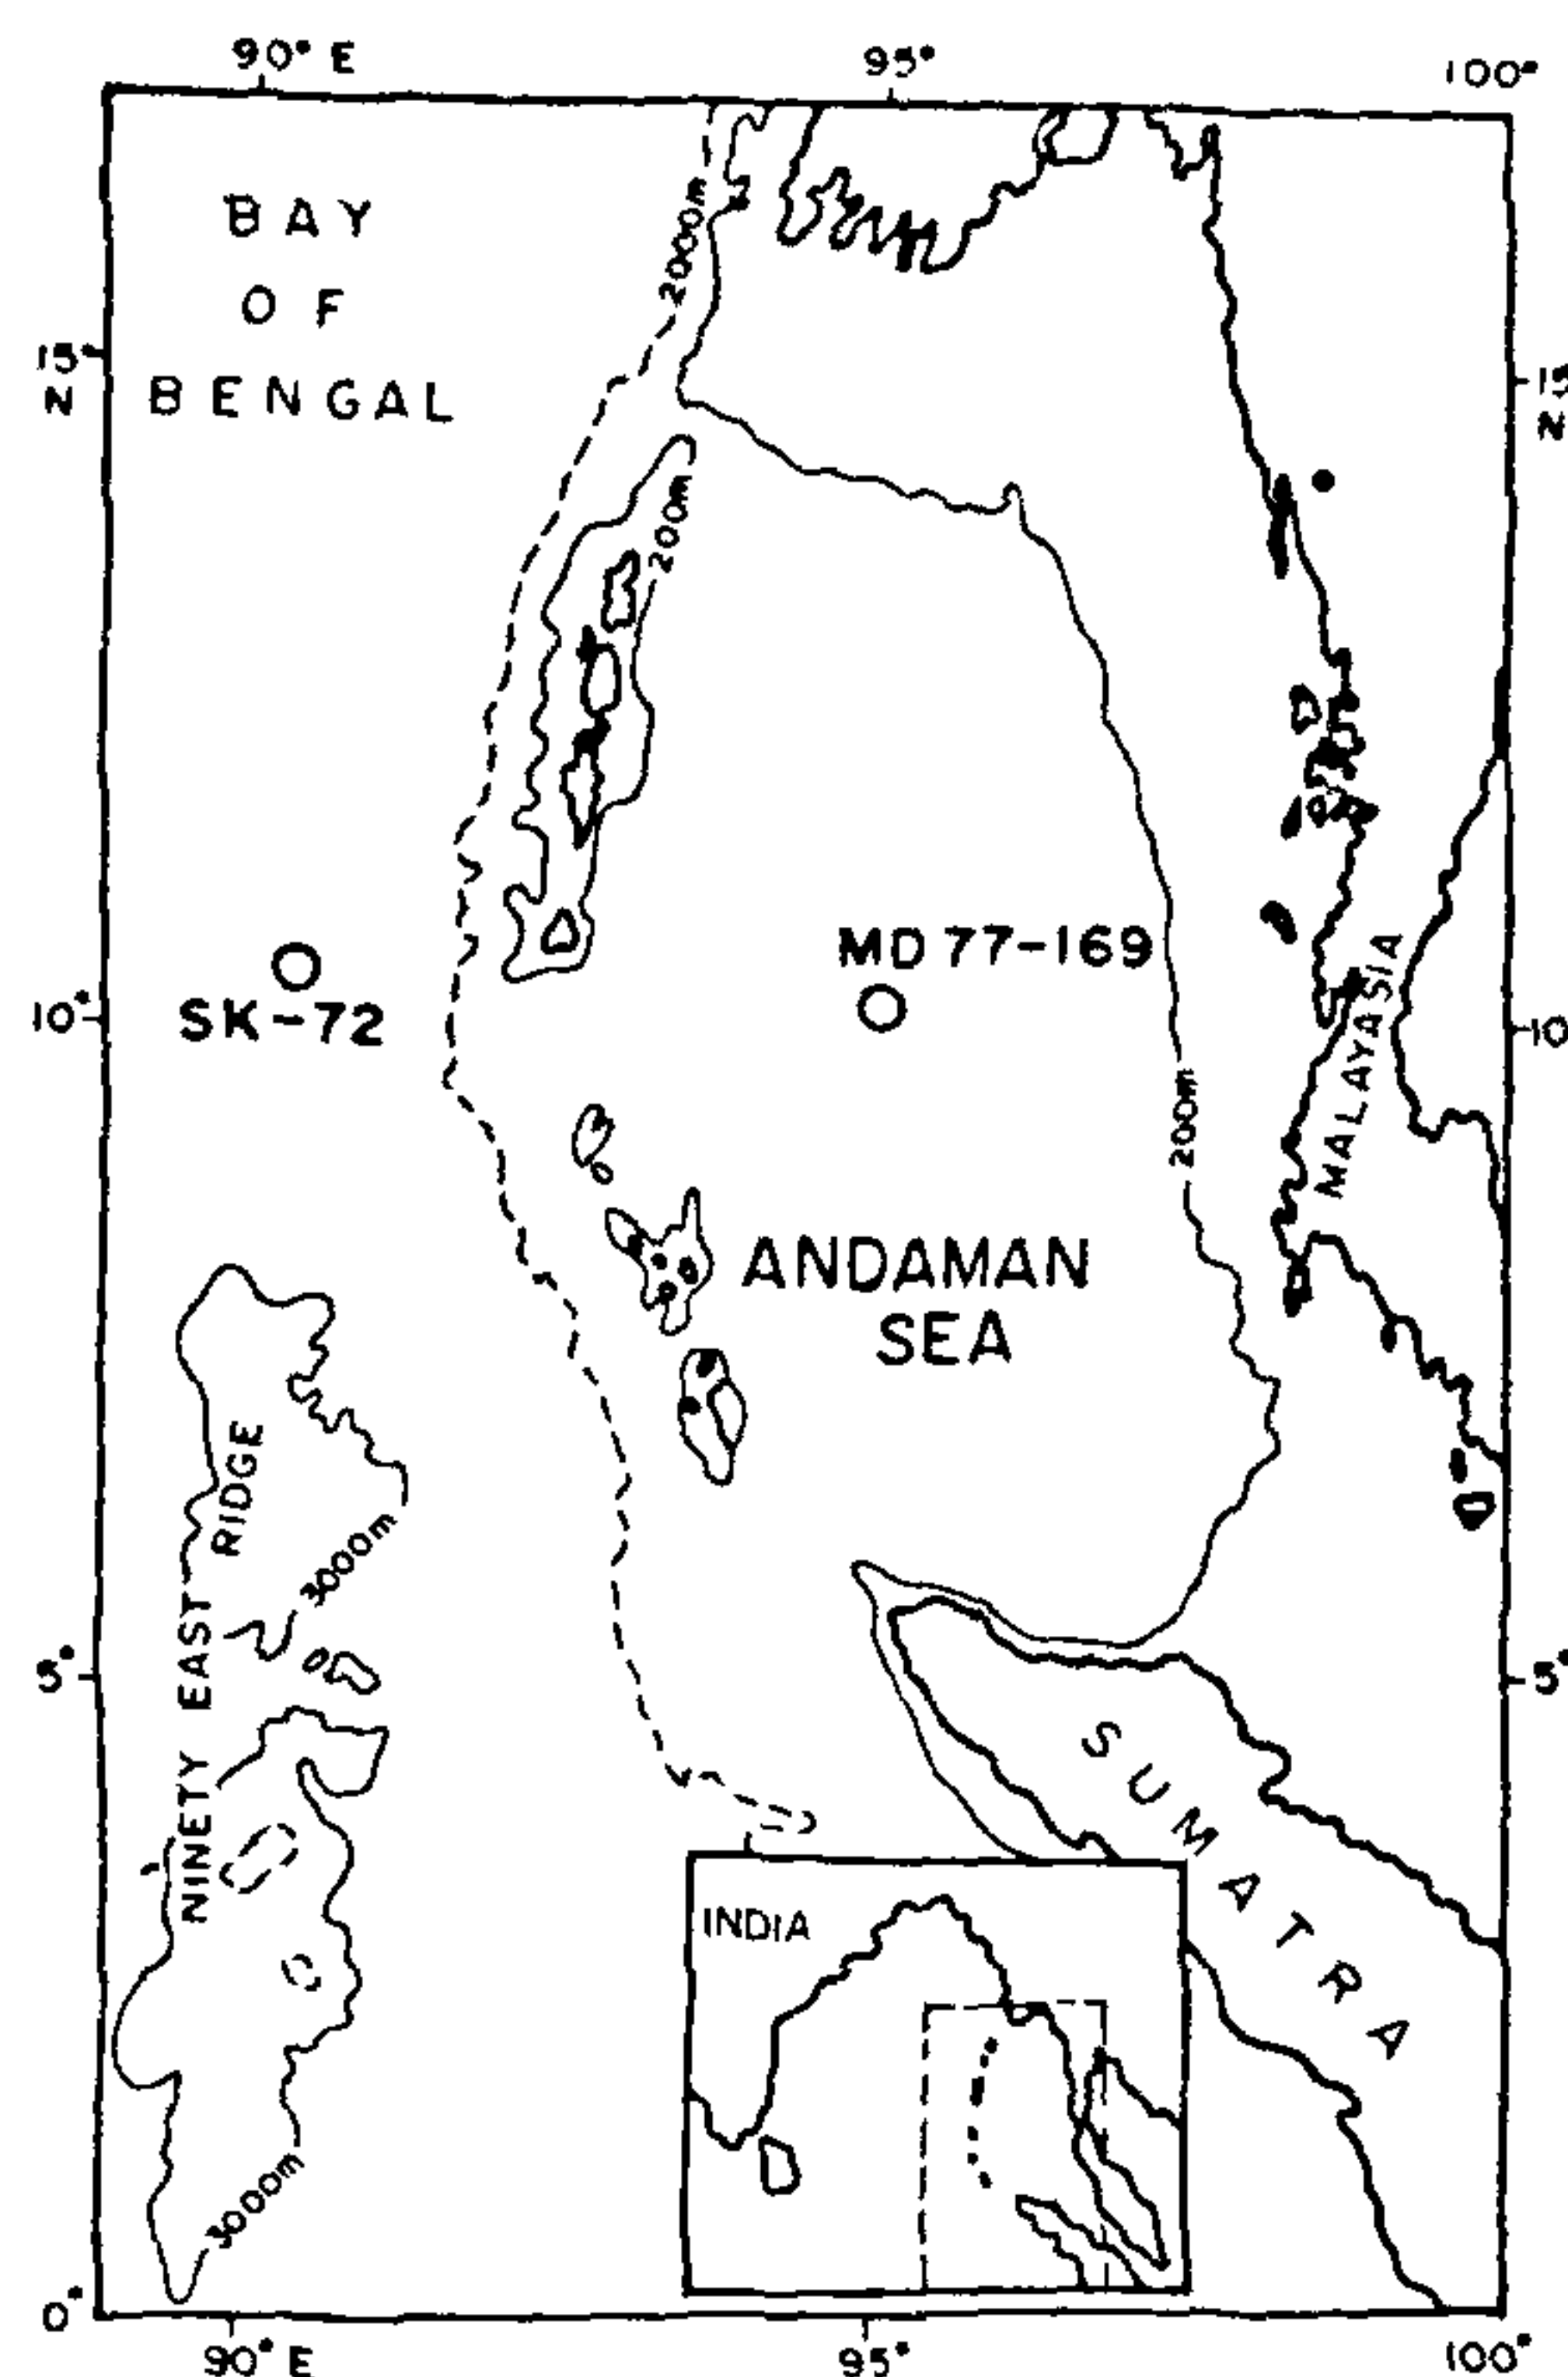 90° E
95°
100°
BAY
OF
BENGAL
2000m
15°
N
15
N
200m
MD 77-169
SK-72
10°
10
MALAYASIA
200m
ANDAMAN
SEA
NINETY EAST RIDGE
3000m
5°
5°
SUMATRA
INDIA
3000m
0°
90° E
95°
100°